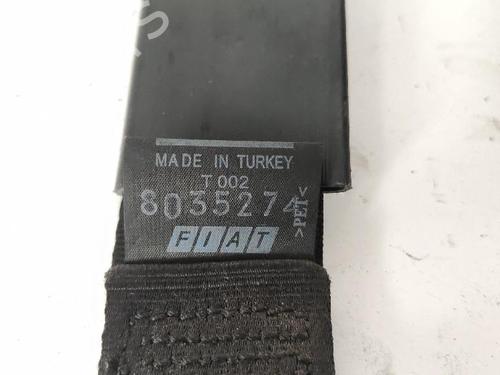 MADE IN TURKEY
T 002
8035274
FIAT
>PET<